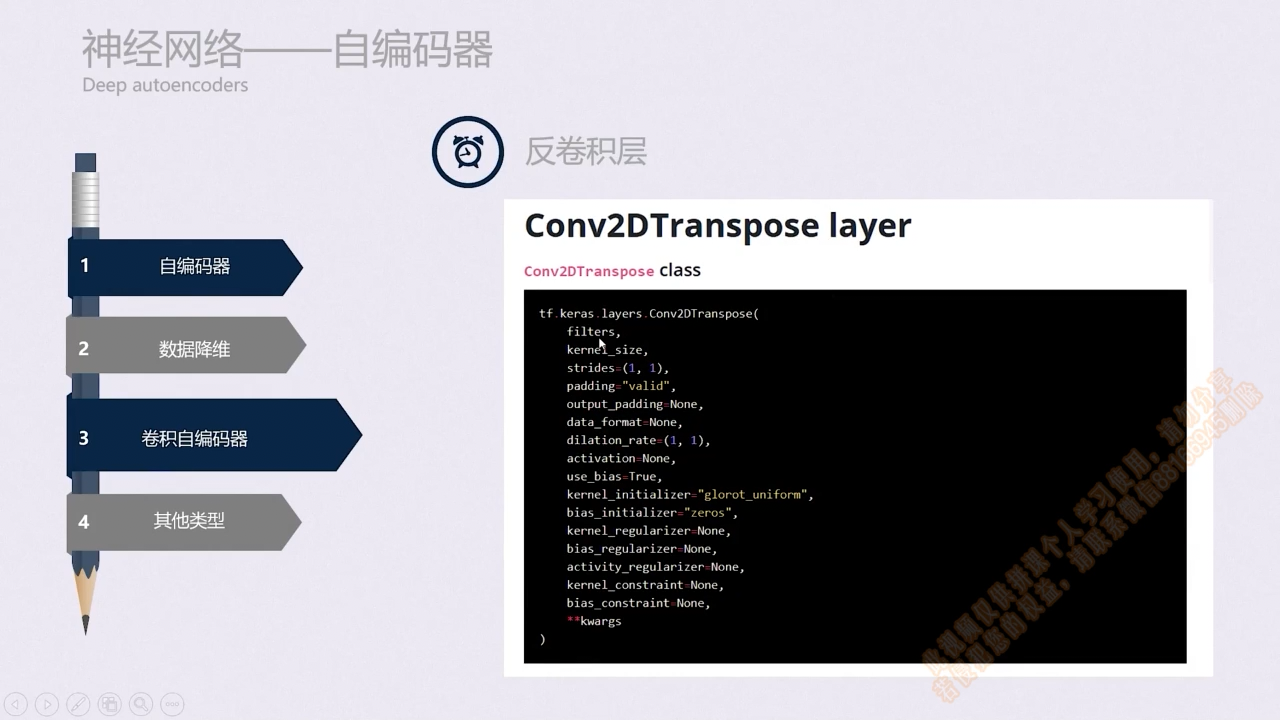 神经网络——自编码器
Deep autoencoders
反卷积层
1 自编码器
2 数据降维
3 卷积自编码器
4 其他类型
Conv2DTranspose layer
Conv2DTranspose class
tf.keras.layers.Conv2DTranspose(
filters,
kernel_size,
strides=(1, 1),
padding="valid",
output_padding=None,
data_format=None,
dilation_rate=(1, 1),
activation=None,
use_bias=True,
kernel_initializer="glorot_uniform",
bias_initializer="zeros",
kernel_regularizer=None,
bias_regularizer=None,
activity_regularizer=None,
kernel_constraint=None,
bias_constraint=None,
**kwargs
)